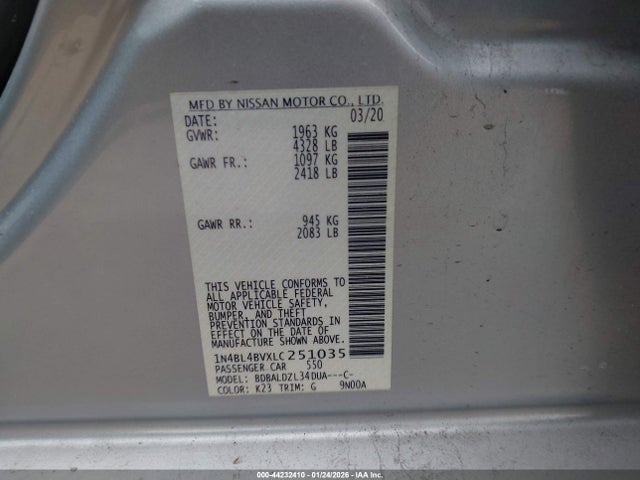 MFD BY NISSAN MOTOR CO., LTD.
DATE: 03/20
GVWR: 1963 KG
4328 LB
GAWR FR.: 1097 KG
2418 LB
GAWR RR.: 945 KG
2083 LB
THIS VEHICLE CONFORMS TO
ALL APPLICABLE FEDERAL
MOTOR VEHICLE SAFETY,
BUMPER, AND THEFT
PREVENTION STANDARDS IN
EFFECT ON THE DATE OF
MANUFACTURE SHOWN ABOVE.
1N4BL4BVXLC251035
PASSENGER CAR 550
MODEL: BDBALDZL34DUA---C-
COLOR: K23 TRIM: G 9N00A
000-44232410 - 01/24/2026 - IAA Inc.